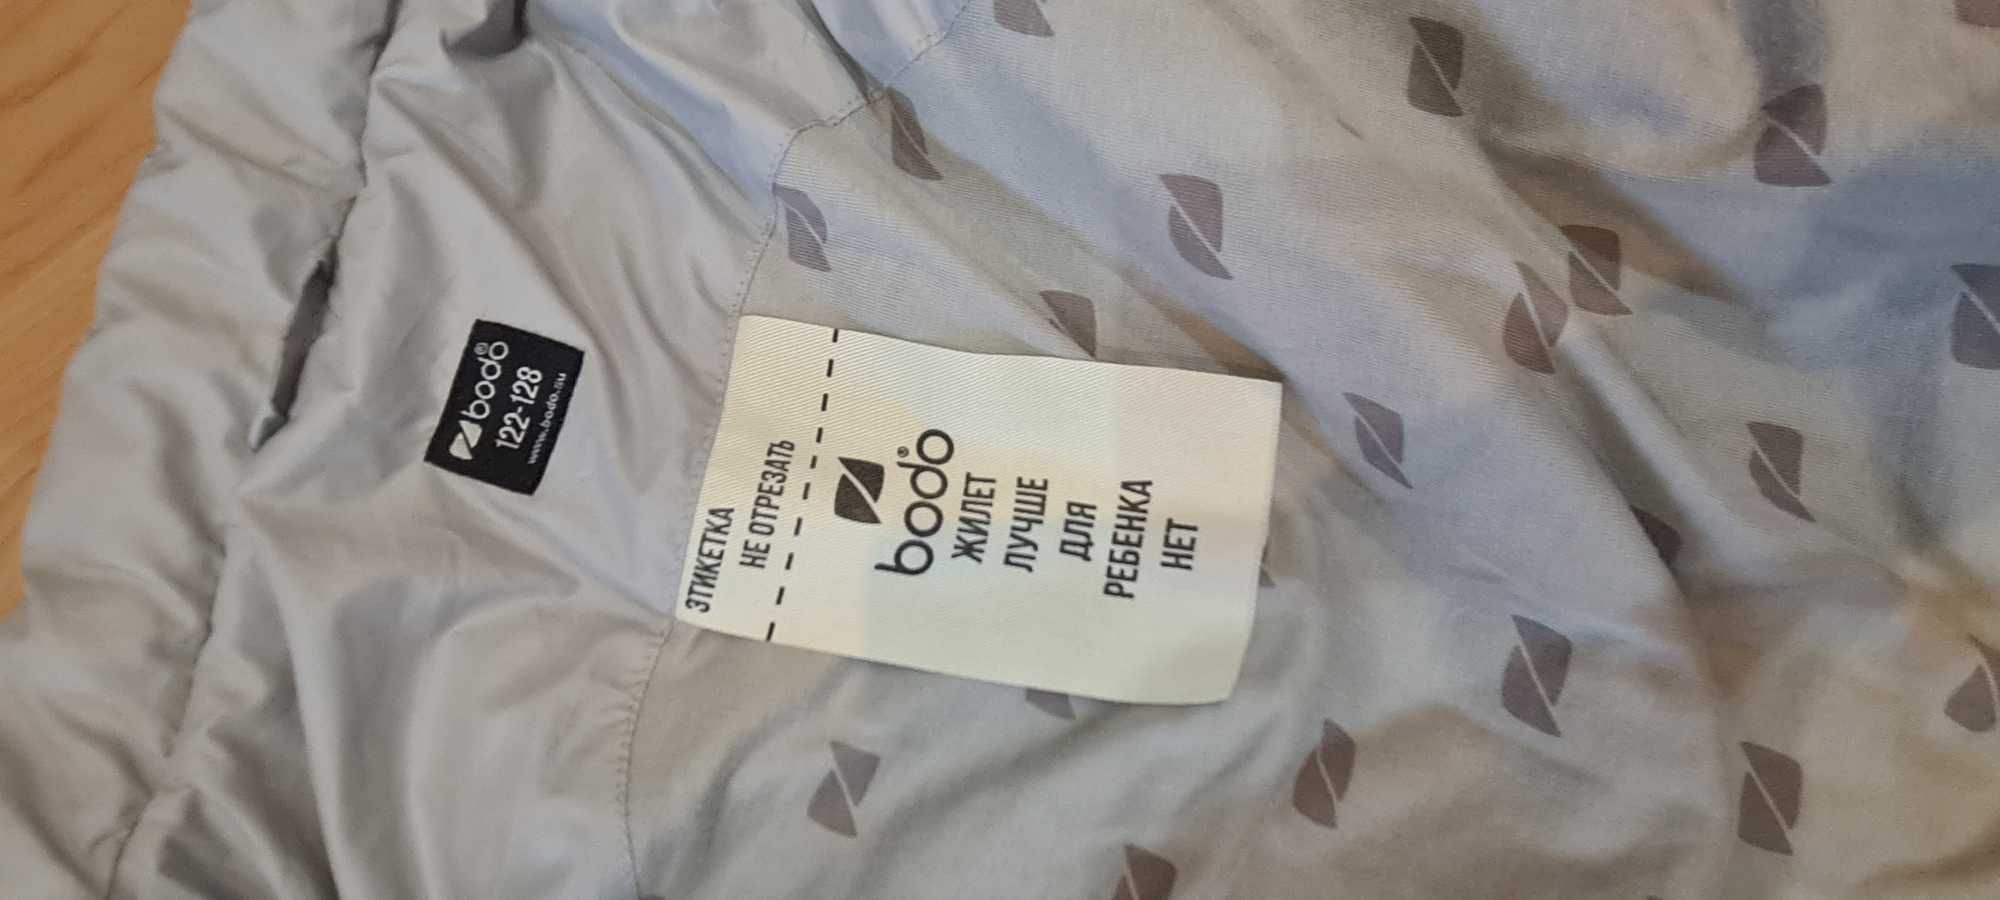 bodo®
122-128
www.bodo.su
ЭТИКЕТКА
НЕ ОТРЕЗАТЬ
bodo®
ЖИЛЕТ
ЛУЧШЕ
ДЛЯ
РЕБЕНКА
НЕТ